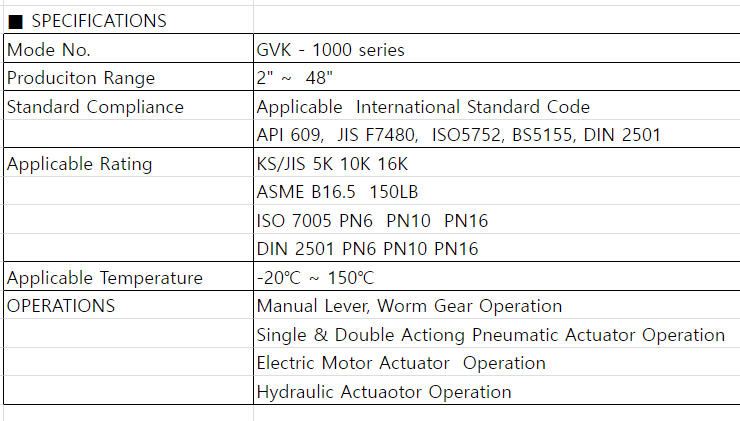 ■ SPECIFICATIONS
Mode No. GVK - 1000 series
Produciton Range 2" ~ 48"
Standard Compliance Applicable International Standard Code
API 609, JIS F7480, ISO5752, BS5155, DIN 2501
Applicable Rating KS/JIS 5K 10K 16K
ASME B16.5 150LB
ISO 7005 PN6 PN10 PN16
DIN 2501 PN6 PN10 PN16
Applicable Temperature -20℃ ~ 150℃
OPERATIONS Manual Lever, Worm Gear Operation
Single & Double Actiong Pneumatic Actuator Operation
Electric Motor Actuator Operation
Hydraulic Actuaotor Operation